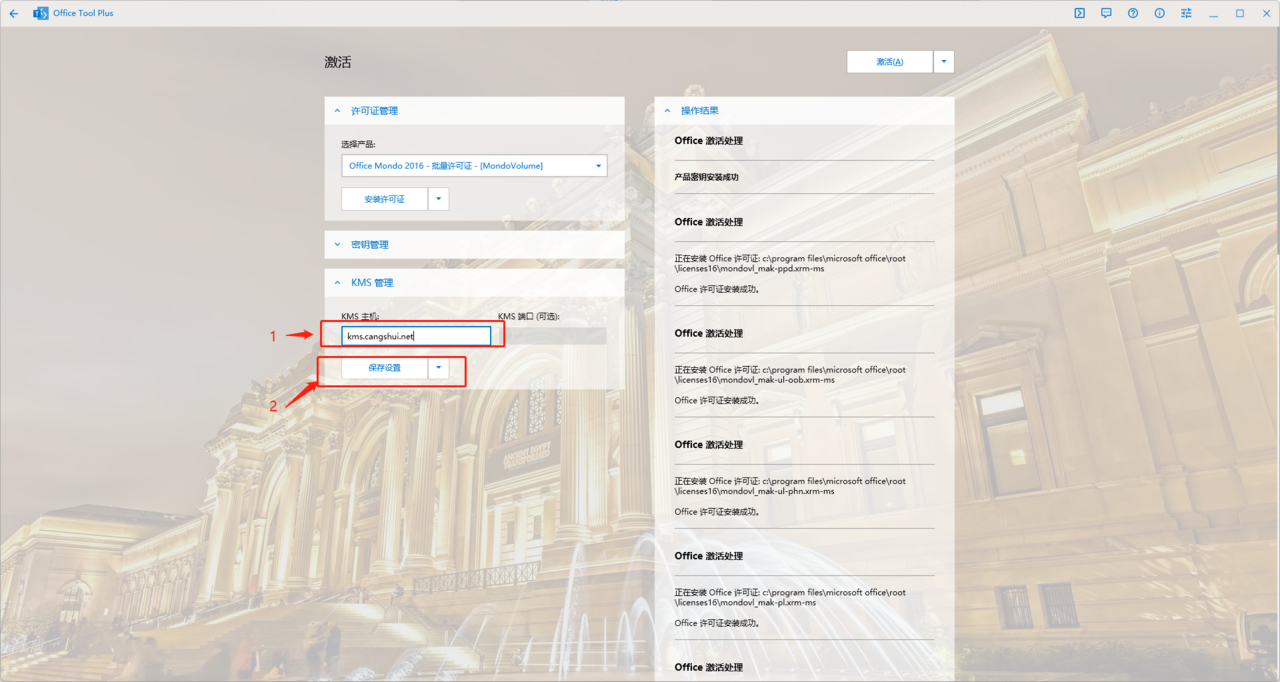 Office Tool Plus
激活
激活(A)
许可证管理
选择产品:
Office Mondo 2016 - 批量许可证 - [MondoVolume]
安装许可证
密钥管理
KMS 管理
KMS 主机:
KMS 端口 (可选):
1
kms.cangshui.net
保存设置
2
操作结果
Office 激活处理
产品密钥安装成功
Office 激活处理
正在安装 Office 许可证: c:\program files\microsoft office\root
\licenses16\mondovl_mak-ppd.xrm-ms
Office 许可证安装成功。
Office 激活处理
正在安装 Office 许可证: c:\program files\microsoft office\root
\licenses16\mondovl_mak-ul-oob.xrm-ms
Office 许可证安装成功。
Office 激活处理
正在安装 Office 许可证: c:\program files\microsoft office\root
\licenses16\mondovl_mak-ul-phn.xrm-ms
Office 许可证安装成功。
Office 激活处理
正在安装 Office 许可证: c:\program files\microsoft office\root
\licenses16\mondovl_mak-pl.xrm-ms
Office 许可证安装成功。
Office 激活处理
ANCIENT EGYPT
TRANSFORMED